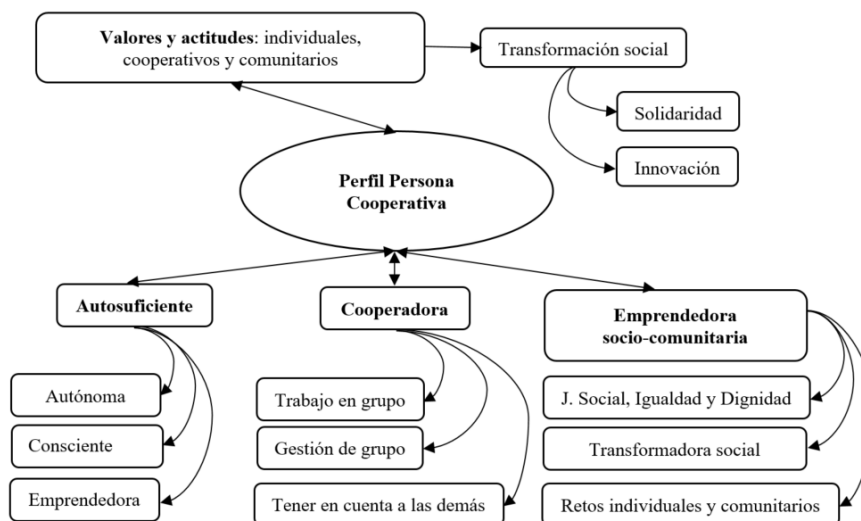 Valores y actitudes: individuales,
cooperativos y comunitarios
Transformación social
Solidaridad
Innovación
Perfil Persona
Cooperativa
Autosuficiente
Cooperadora
Emprendedora
socio-comunitaria
Autónoma
Consciente
Emprendedora
Trabajo en grupo
Gestión de grupo
Tener en cuenta a las demás
J. Social, Igualdad y Dignidad
Transformadora social
Retos individuales y comunitarios